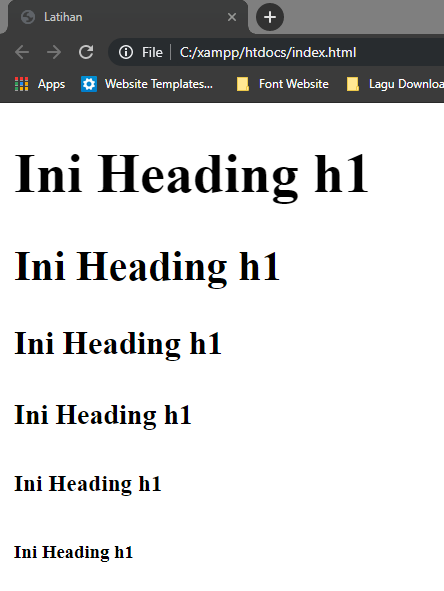 Latihan
File | C:/xampp/htdocs/index.html
Apps Website Templates... Font Website Lagu Downloa
Ini Heading h1
Ini Heading h1
Ini Heading h1
Ini Heading h1
Ini Heading h1
Ini Heading h1